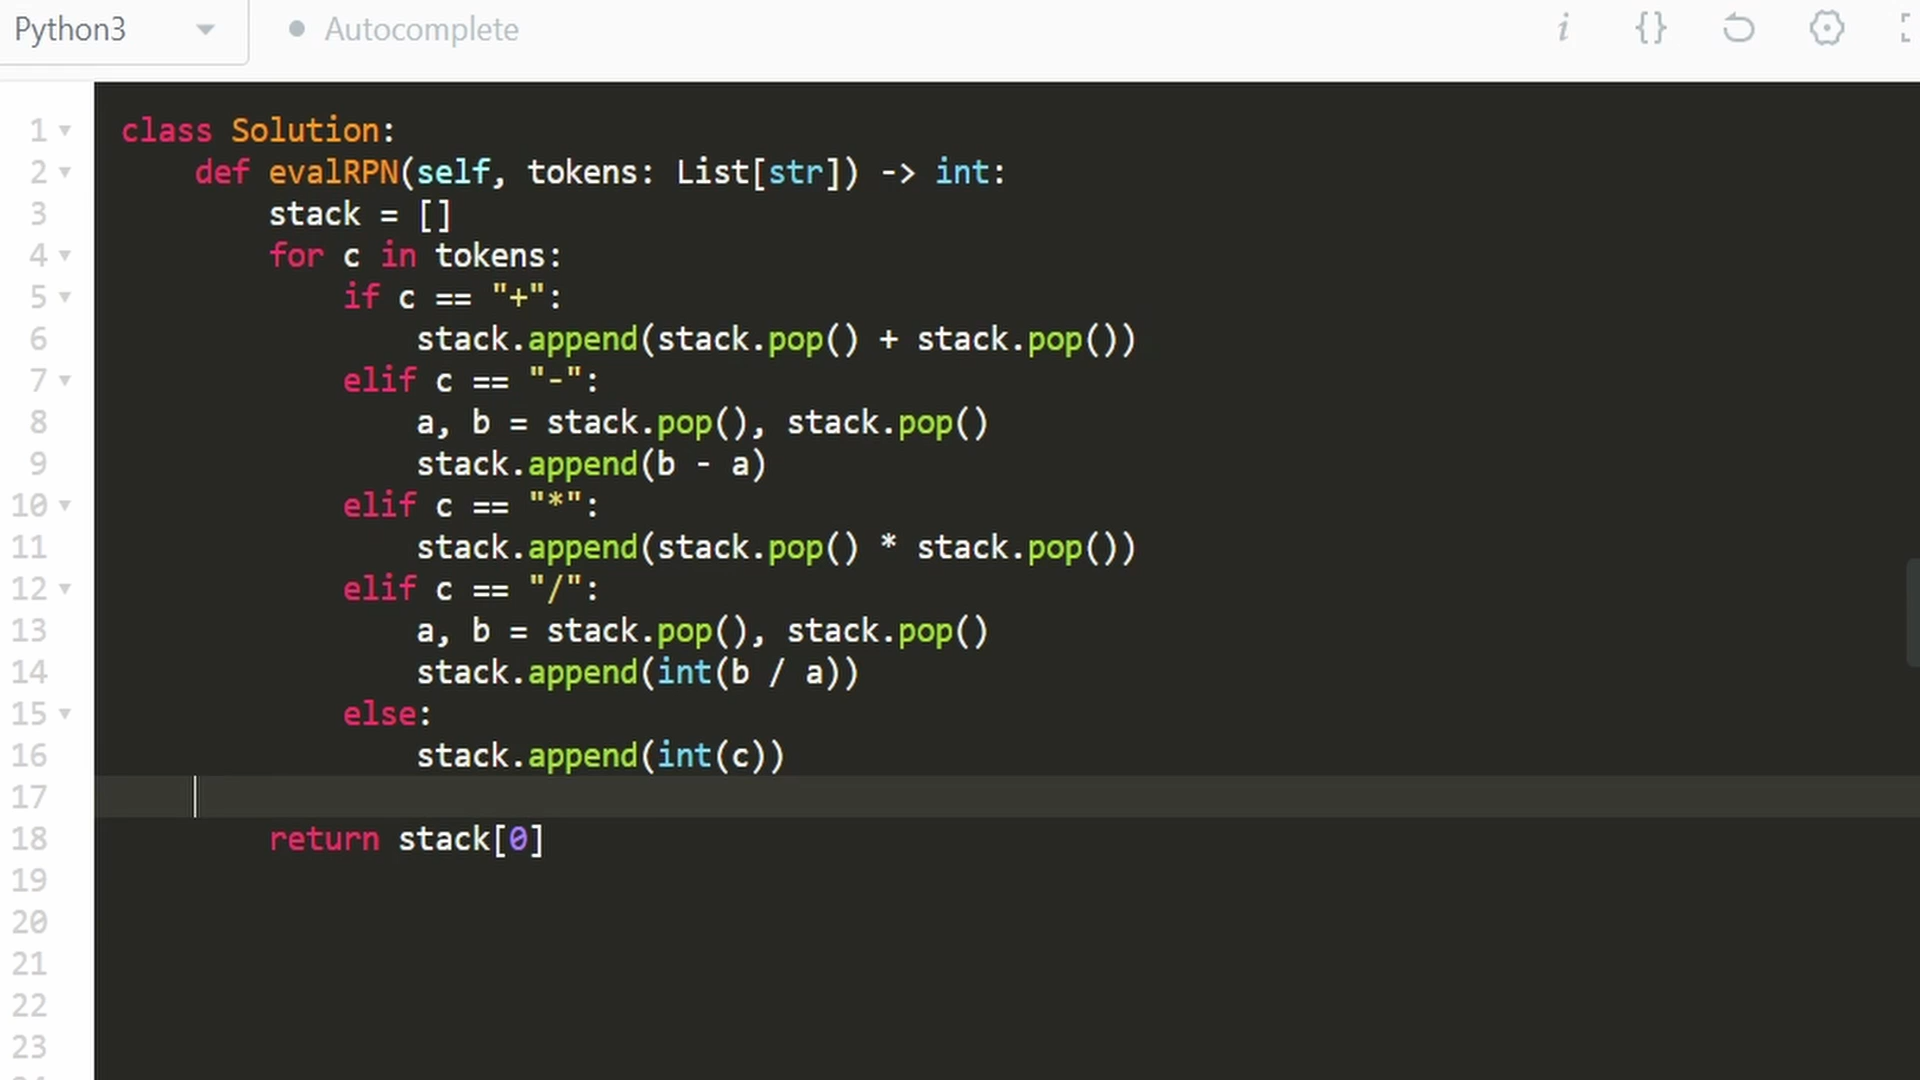 Python3
Autocomplete
i {}
1 class Solution:
2 def evalRPN(self, tokens: List[str]) -> int:
3 stack = []
4 for c in tokens:
5 if c == "+":
6 stack.append(stack.pop() + stack.pop())
7 elif c == "-":
8 a, b = stack.pop(), stack.pop()
9 stack.append(b - a)
10 elif c == "*":
11 stack.append(stack.pop() * stack.pop())
12 elif c == "/":
13 a, b = stack.pop(), stack.pop()
14 stack.append(int(b / a))
15 else:
16 stack.append(int(c))
17
18 return stack[0]
19
20
21
22
23